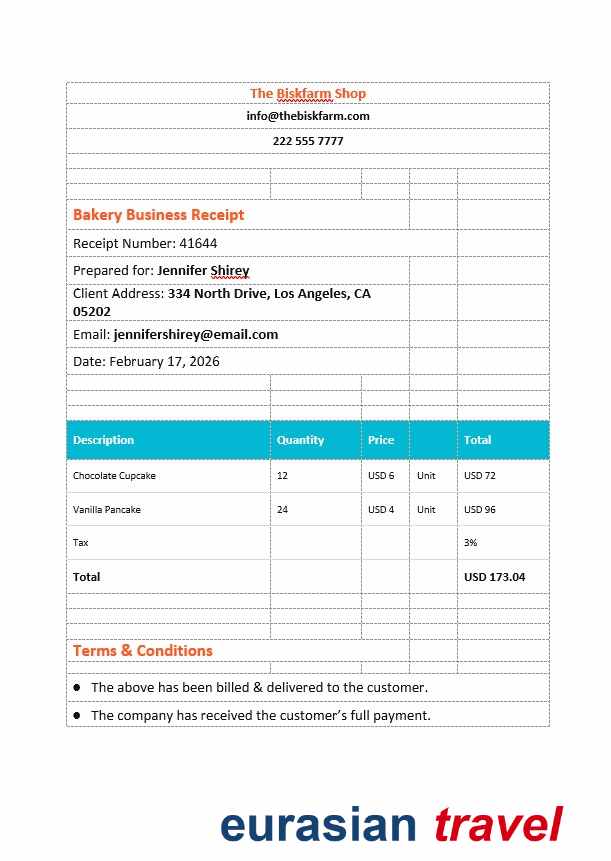 The Biskfarm Shop
info@thebiskfarm.com
222 555 7777
Bakery Business Receipt
Receipt Number: 41644
Prepared for: Jennifer Shirey
Client Address: 334 North Drive, Los Angeles, CA
05202
Email: jennifershirey@email.com
Date: February 17, 2026
Description Quantity Price Total
Chocolate Cupcake 12 USD 6 Unit USD 72
Vanilla Pancake 24 USD 4 Unit USD 96
Tax 3%
Total USD 173.04
Terms & Conditions
● The above has been billed & delivered to the customer.
● The company has received the customer’s full payment.
eurasian travel